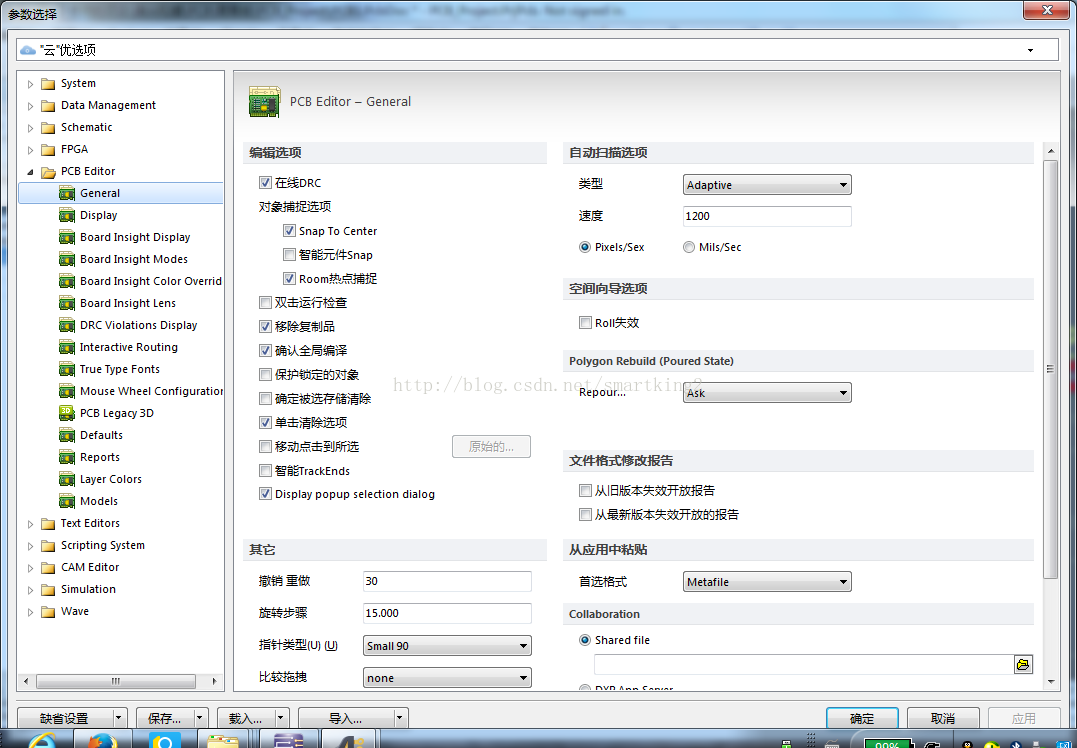 参数选择
"云"优选项
System
Data Management
Schematic
FPGA
PCB Editor
General
Display
Board Insight Display
Board Insight Modes
Board Insight Color Overrid
Board Insight Lens
DRC Violations Display
Interactive Routing
True Type Fonts
Mouse Wheel Configuration
PCB Legacy 3D
Defaults
Reports
Layer Colors
Models
Text Editors
Scripting System
CAM Editor
Simulation
Wave
PCB Editor – General
编辑选项
在线DRC
对象捕捉选项
Snap To Center
智能元件Snap
Room热点捕捉
双击运行检查
移除复制品
确认全局编译
保护锁定的对象
确定被选存储清除
单击清除选项
移动点击到所选
原始的...
智能TrackEnds
Display popup selection dialog
其它
撤销 重做
30
旋转步骤
15.000
指针类型(U) (U)
Small 90
比较拖拽
none
自动扫描选项
类型
Adaptive
速度
1200
Pixels/Sex
Mils/Sec
空间向导选项
Roll失效
Polygon Rebuild (Poured State)
Repour...
Ask
http://blog.csdn.net/smartking2
文件格式修改报告
从旧版本失效开放报告
从最新版本失效开放的报告
从应用中粘贴
首选格式
Metafile
Collaboration
Shared file
DXP App Server
缺省设置
保存...
载入...
导入...
确定
取消
应用
99%